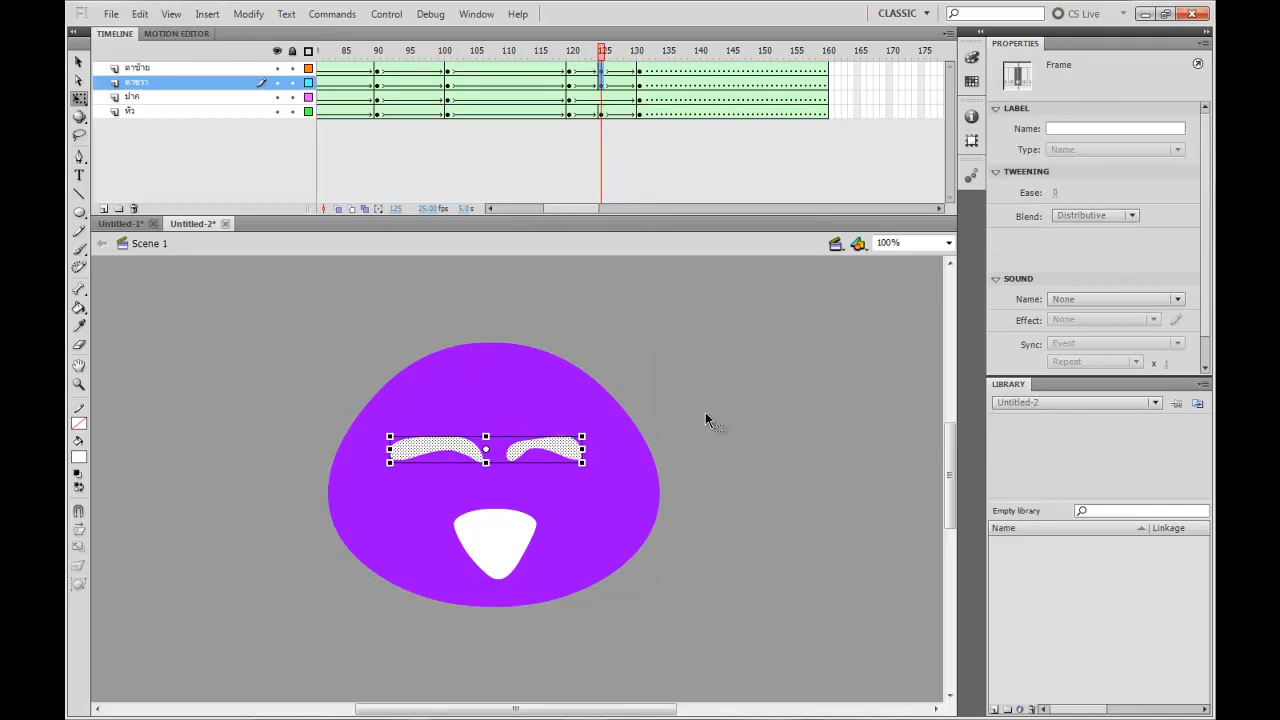 Fl File Edit View Insert Modify Text Commands Control Debug Window Help CLASSIC CS Live
TIMELINE MOTION EDITOR
85 90 95 100 105 110 115 120 125 130 135 140 145 150 155 160 165 170 175
ตาซ้าย
ตาขวา
ปาก
หัว
125 25.00fps 5.0s
Untitled-1* Untitled-2*
Scene 1 100%
PROPERTIES
Frame
LABEL
Name:
Type: Name
TWEENING
Ease: 0
Blend: Distributive
SOUND
Name: None
Effect: None
Sync: Event
Repeat x 1
LIBRARY
Untitled-2
Empty library
Name Linkage